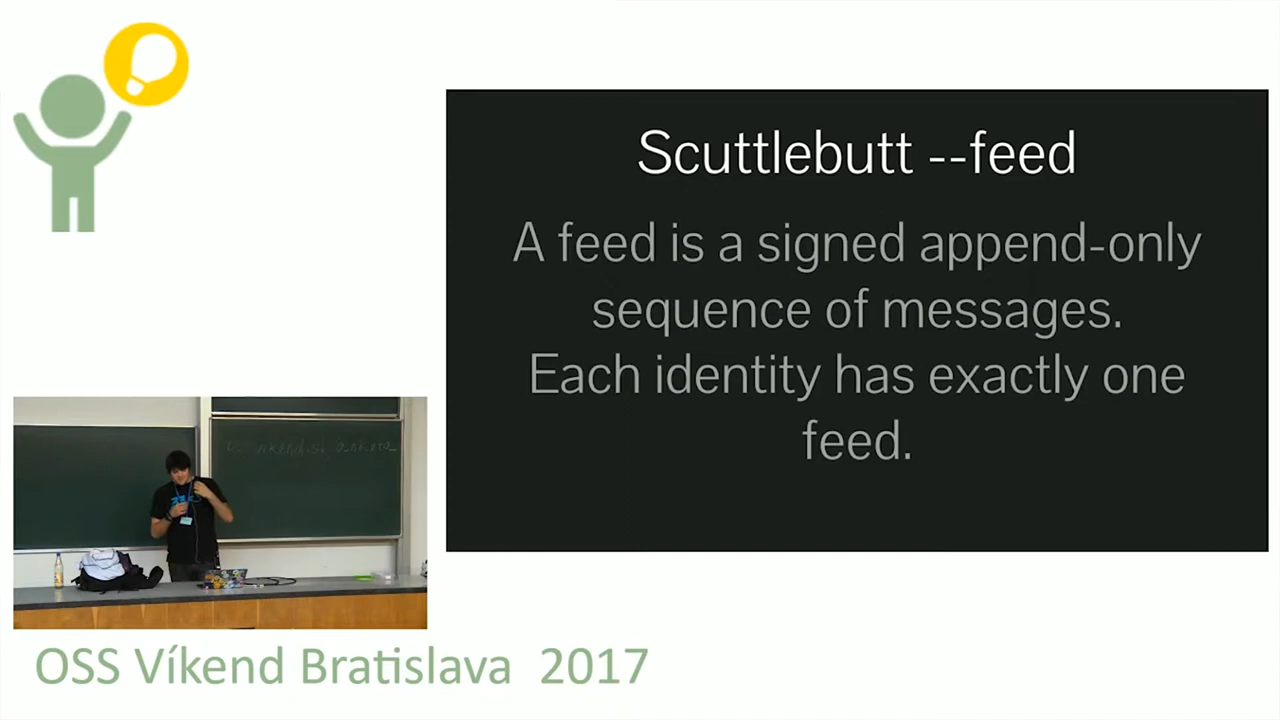 Scuttlebutt --feed
A feed is a signed append-only
sequence of messages.
Each identity has exactly one
feed.
víkend
OSS Víkend Bratislava 2017